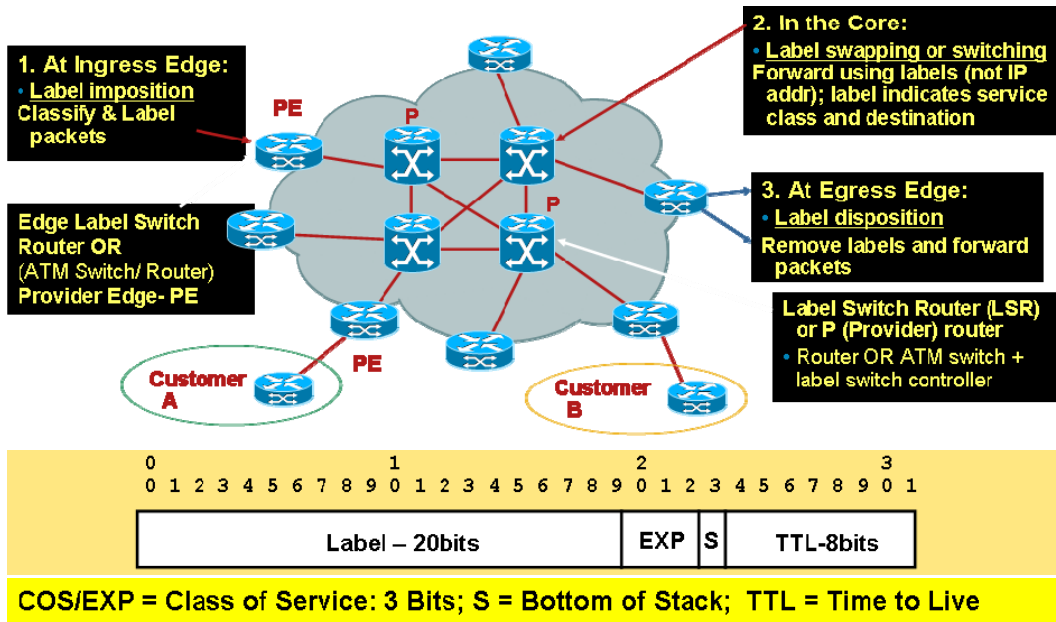 1. At Ingress Edge:
• Label imposition
Classify & Label
packets
PE
P
2. In the Core:
• Label swapping or switching
Forward using labels (not IP
addr); label indicates service
class and destination
3. At Egress Edge:
• Label disposition
Remove labels and forward
packets
Edge Label Switch
Router OR
(ATM Switch/ Router)
Provider Edge- PE
P
Label Switch Router (LSR)
or P (Provider) router
• Router OR ATM switch +
label switch controller
PE
Customer
A
Customer
B
0 1 2 3
0 1 2 3 4 5 6 7 8 9 0 1 2 3 4 5 6 7 8 9 0 1 2 3 4 5 6 7 8 9 0 1
Label – 20bits EXP S TTL-8bits
COS/EXP = Class of Service: 3 Bits; S = Bottom of Stack; TTL = Time to Live